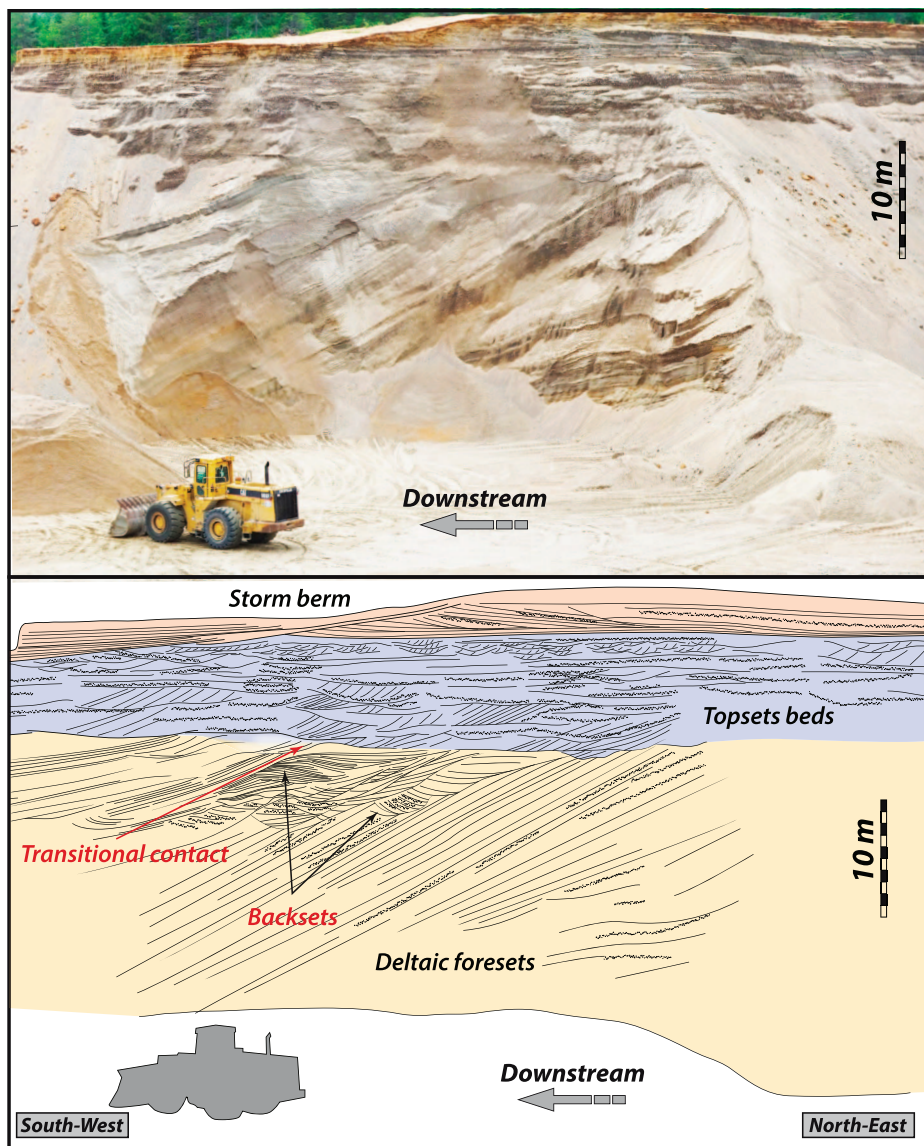 10 m
Downstream
Storm berm
Topsets beds
Transitional contact
10 m
Backsets
Deltaic foresets
Downstream
South-West
North-East